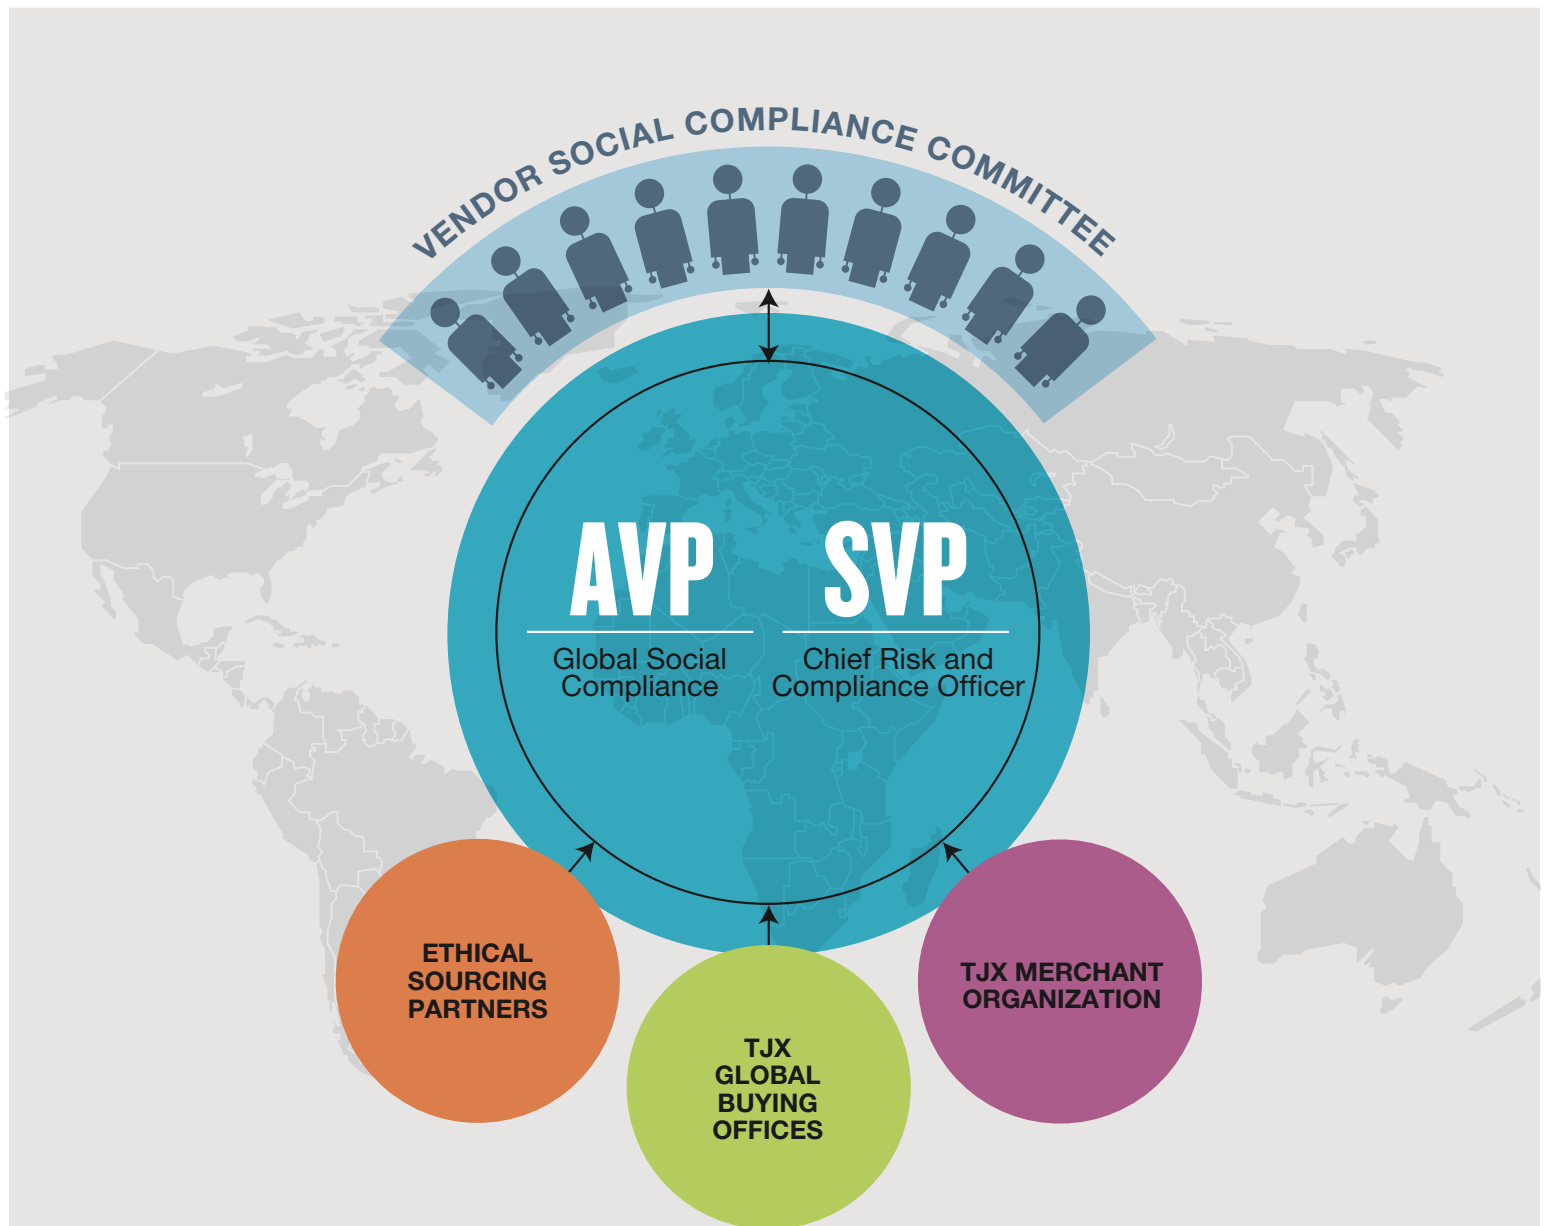 VENDOR SOCIAL COMPLIANCE COMMITTEE
AVP
Global Social
Compliance
SVP
Chief Risk and
Compliance Officer
ETHICAL
SOURCING
PARTNERS
TJX
GLOBAL
BUYING
OFFICES
TJX MERCHANT
ORGANIZATION